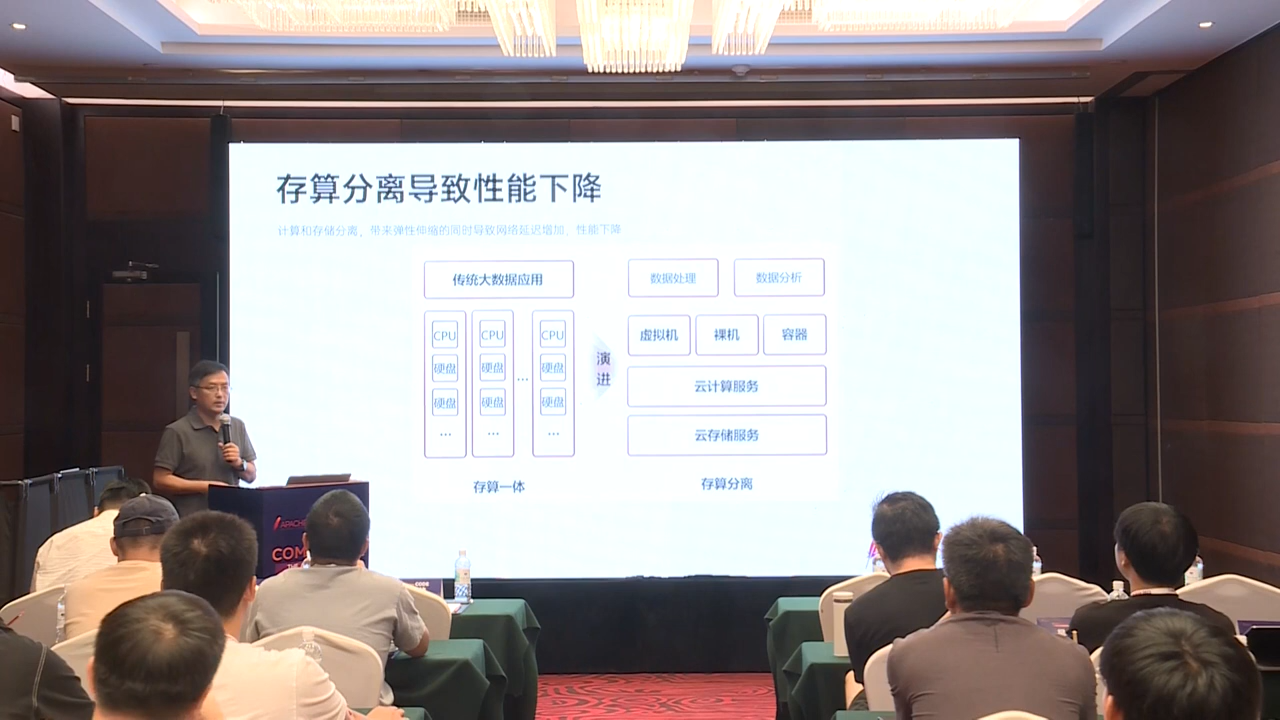 存算分离导致性能下降
计算和存储分离，带来弹性伸缩的同时导致网络延迟增加，性能下降
传统大数据应用
CPU
硬盘
硬盘
...
CPU
硬盘
硬盘
...
...
CPU
硬盘
硬盘
...
存算一体
演进
数据处理
数据分析
虚拟机
裸机
容器
云计算服务
云存储服务
存算分离
APACHE
COM